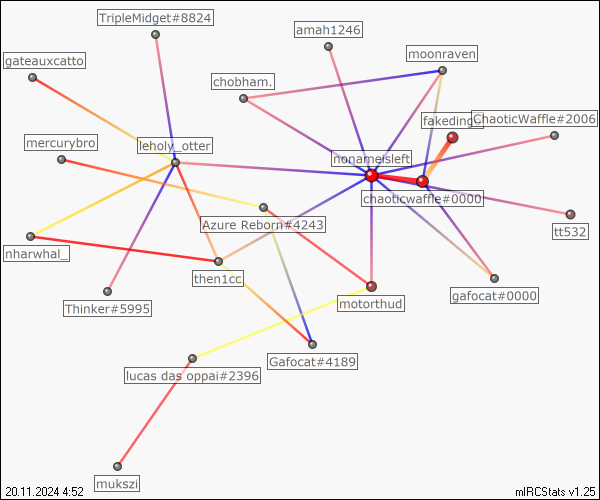 TripleMidget#8824
amah1246
moonraven
gateauxcatto
chobham.
fakeding
ChaoticWaffle#2006
mercurybro
leholy_otter
nonameisleft
chaoticwaffle#0000
Azure Reborn#4243
tt532
nharwhal_
then1cc
gafocat#0000
Thinker#5995
motorthud
Gafocat#4189
lucas das oppai#2396
mukszi
20.11.2024 4:52
mIRCStats v1.25